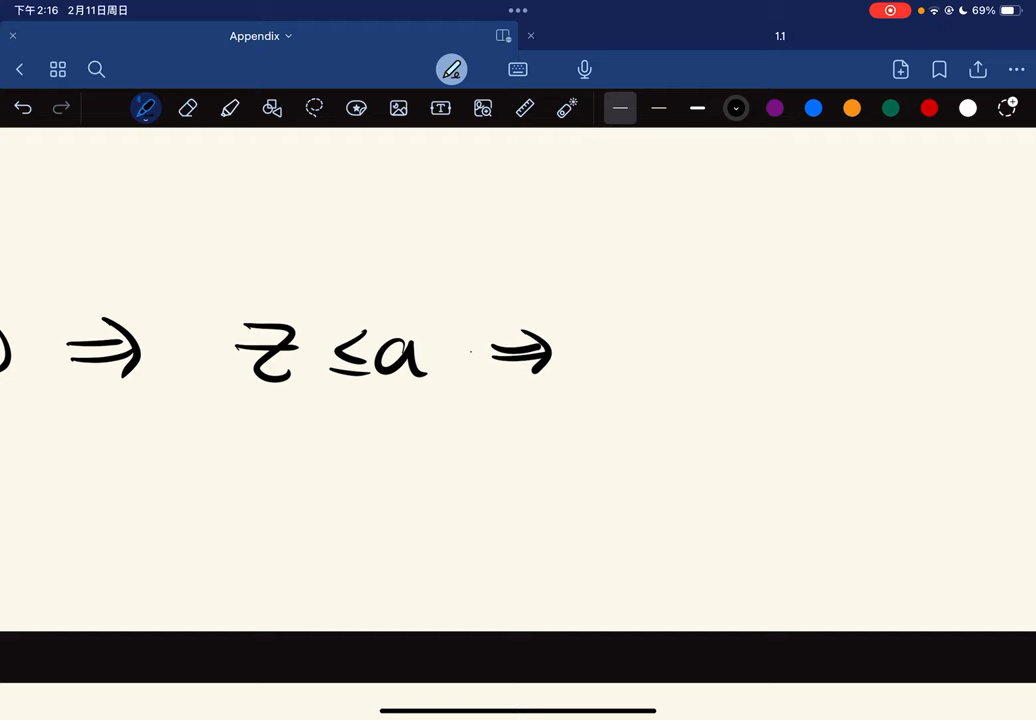 下午2:16 2月11日周日 69%
Appendix 1.1
⇒ z ≤ a ⇒